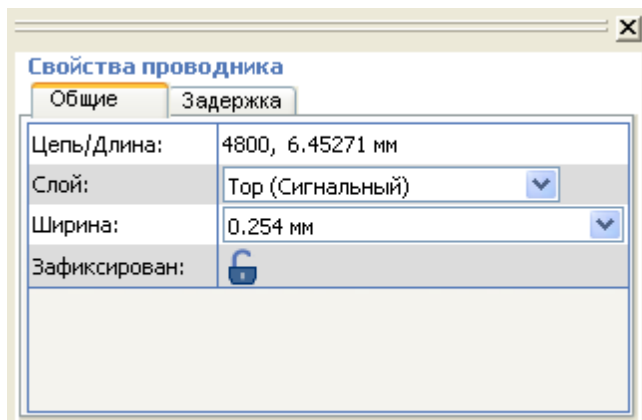 Свойства проводника
Общие Задержка
Цепь/Длина: 4800, 6.45271 мм
Слой: Top (Сигнальный)
Ширина: 0.254 мм
Зафиксирован: